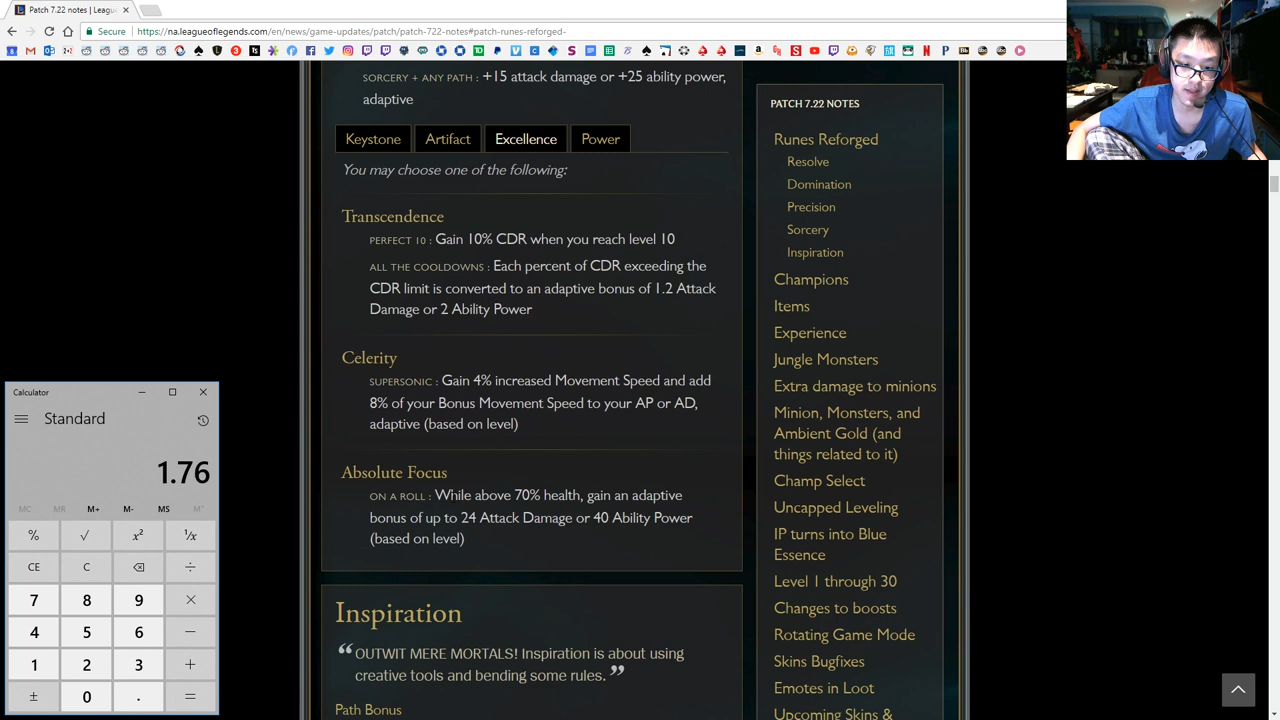 Patch 7.22 notes | Leagu
Secure
https://na.leagueoflegends.com/en/news/game-updates/patch/patch-722-notes#patch-runes-reforged-
SORCERY + ANY PATH : +15 attack damage or +25 ability power,
adaptive
Keystone Artifact Excellence Power
You may choose one of the following:
Transcendence
PERFECT 10 : Gain 10% CDR when you reach level 10
ALL THE COOLDOWNS : Each percent of CDR exceeding the
CDR limit is converted to an adaptive bonus of 1.2 Attack
Damage or 2 Ability Power
Celerity
SUPERSONIC : Gain 4% increased Movement Speed and add
8% of your Bonus Movement Speed to your AP or AD,
adaptive (based on level)
Absolute Focus
ON A ROLL : While above 70% health, gain an adaptive
bonus of up to 24 Attack Damage or 40 Ability Power
(based on level)
Inspiration
“ OUTWIT MERE MORTALS! Inspiration is about using
creative tools and bending some rules. ”
Path Bonus
PATCH 7.22 NOTES
Runes Reforged
Resolve
Domination
Precision
Sorcery
Inspiration
Champions
Items
Experience
Jungle Monsters
Extra damage to minions
Minion, Monsters, and
Ambient Gold (and
things related to it)
Champ Select
Uncapped Leveling
IP turns into Blue
Essence
Level 1 through 30
Changes to boosts
Rotating Game Mode
Skins Bugfixes
Emotes in Loot
Upcoming Skins &
Calculator
Standard
1.76
MC MR M+ M- MS M˅
% √ x² ¹/x
CE C ÷
7 8 9 ×
4 5 6 −
1 2 3 +
± 0 . =